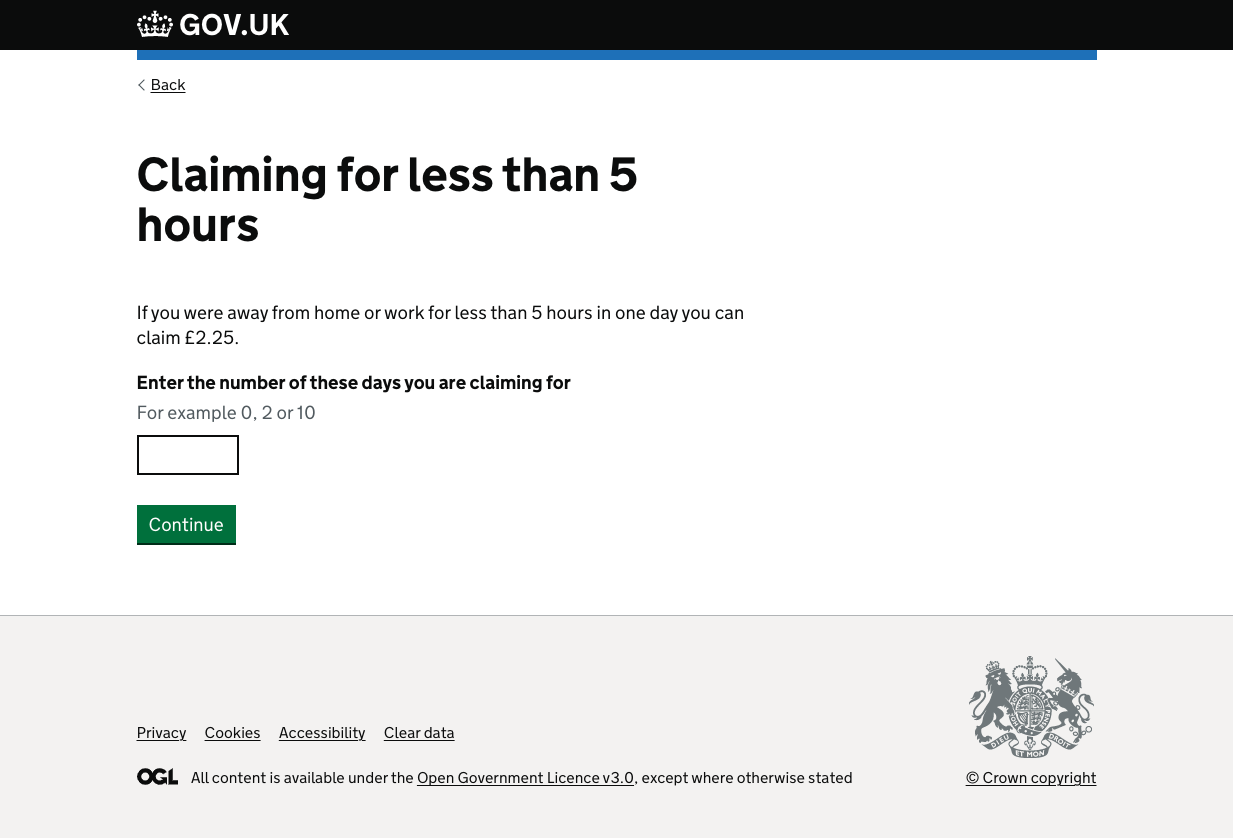 GOV.UK
Back
Claiming for less than 5
hours
If you were away from home or work for less than 5 hours in one day you can
claim £2.25.
Enter the number of these days you are claiming for
For example 0, 2 or 10
Continue
Privacy Cookies Accessibility Clear data
OGL All content is available under the Open Government Licence v3.0, except where otherwise stated
© Crown copyright